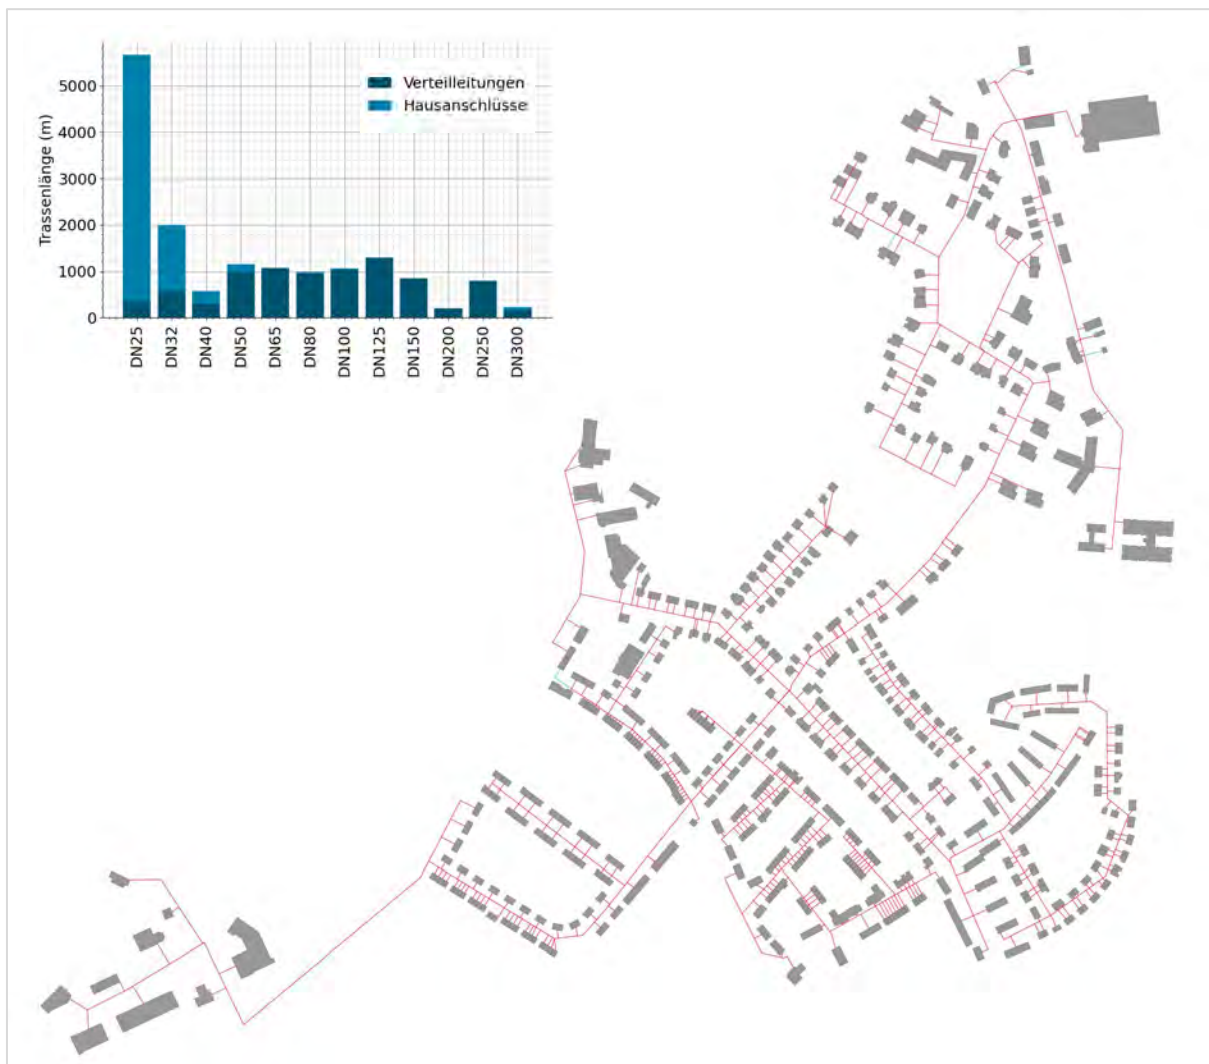 5000
4000
3000
2000
1000
0
Trassenlänge (m)
Verteilleitungen
Hausanschlüsse
DN25
DN32
DN40
DN50
DN65
DN80
DN100
DN125
DN150
DN200
DN250
DN300